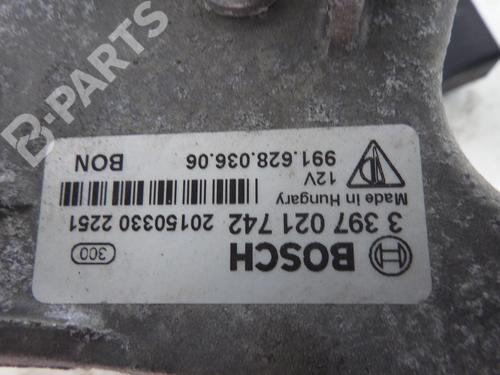 BOSCH
3 397 021 742 20150330 2251
Made in Hungary
12V
991.628.036.06 BON
300
B-PARTS